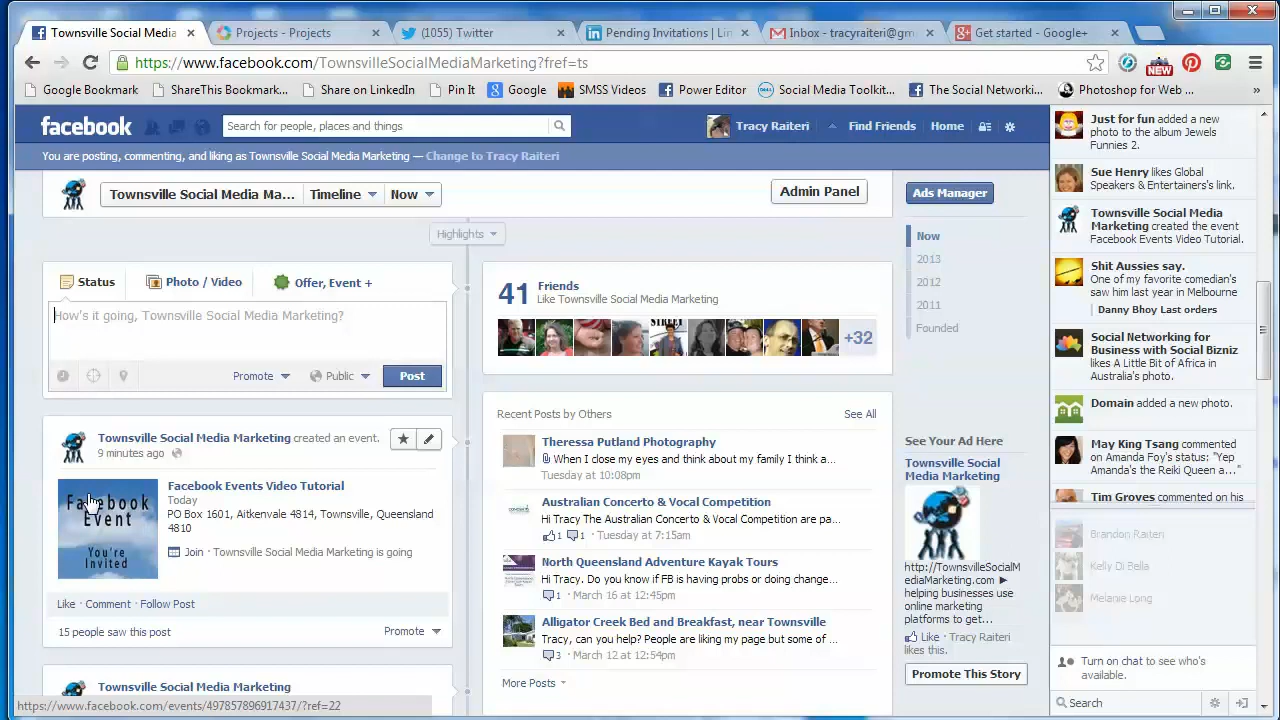 Townsville Social Media
Projects - Projects
(1055) Twitter
Pending Invitations | Lin
Inbox - tracyraiteri@gm
Get started - Google+
https://www.facebook.com/TownsvilleSocialMediaMarketing?fref=ts
NEW
Google Bookmark
ShareThis Bookmark...
Share on LinkedIn
Pin It
Google
SMSS Videos
Power Editor
Social Media Toolkit...
The Social Networki...
Photoshop for Web ...
»
facebook
Search for people, places and things
Tracy Raiteri
Find Friends
Home
You are posting, commenting, and liking as Townsville Social Media Marketing — Change to Tracy Raiteri
Townsville Social Media Ma...
Timeline
Now
Admin Panel
Highlights
Status
Photo / Video
Offer, Event +
How's it going, Townsville Social Media Marketing?
Promote
Public
Post
Townsville Social Media Marketing created an event.
9 minutes ago
Facebook
Event
You're
Invited
Facebook Events Video Tutorial
Today
PO Box 1601, Aitkenvale 4814, Townsville, Queensland
4810
Join · Townsville Social Media Marketing is going
Like · Comment · Follow Post
15 people saw this post
Promote
Townsville Social Media Marketing
https://www.facebook.com/events/497857896917437/?ref=22
41
Friends
Like Townsville Social Media Marketing
+32
Recent Posts by Others
See All
Theressa Putland Photography
When I close my eyes and think about my family I think a...
Tuesday at 10:08pm
Australian Concerto & Vocal Competition
Hi Tracy The Australian Concerto & Vocal Competition are pa...
1 1 · Tuesday at 7:15am
North Queensland Adventure Kayak Tours
Hi Tracy. Do you know if FB is having probs or doing change...
1 · March 16 at 12:45pm
Alligator Creek Bed and Breakfast, near Townsville
Tracy, can you help? People are liking my page but some of ...
3 · March 12 at 12:54pm
More Posts
Ads Manager
Now
2013
2012
2011
Founded
See Your Ad Here
Townsville Social
Media Marketing
http://TownsvilleSocialM
ediaMarketing.com ►
helping businesses use
online marketing
platforms to get...
Like · Tracy Raiteri
likes this.
Promote This Story
Just for fun added a new
photo to the album Jewels
Funnies 2.
Sue Henry likes Global
Speakers & Entertainers's link.
Townsville Social Media
Marketing created the event
Facebook Events Video Tutorial.
Shit Aussies say.
One of my favorite comedian's
saw him last year in Melbourne
Danny Bhoy Last orders
Social Networking for
Business with Social Bizniz
likes A Little Bit of Africa in
Australia's photo.
Domain added a new photo.
May King Tsang commented
on Amanda Foy's status: "Yep
Amanda's the Reiki Queen a..."
Tim Groves commented on his
Brandon Raiteri
Kelly Di Bella
Melanie Long
Turn on chat to see who's
available.
Search